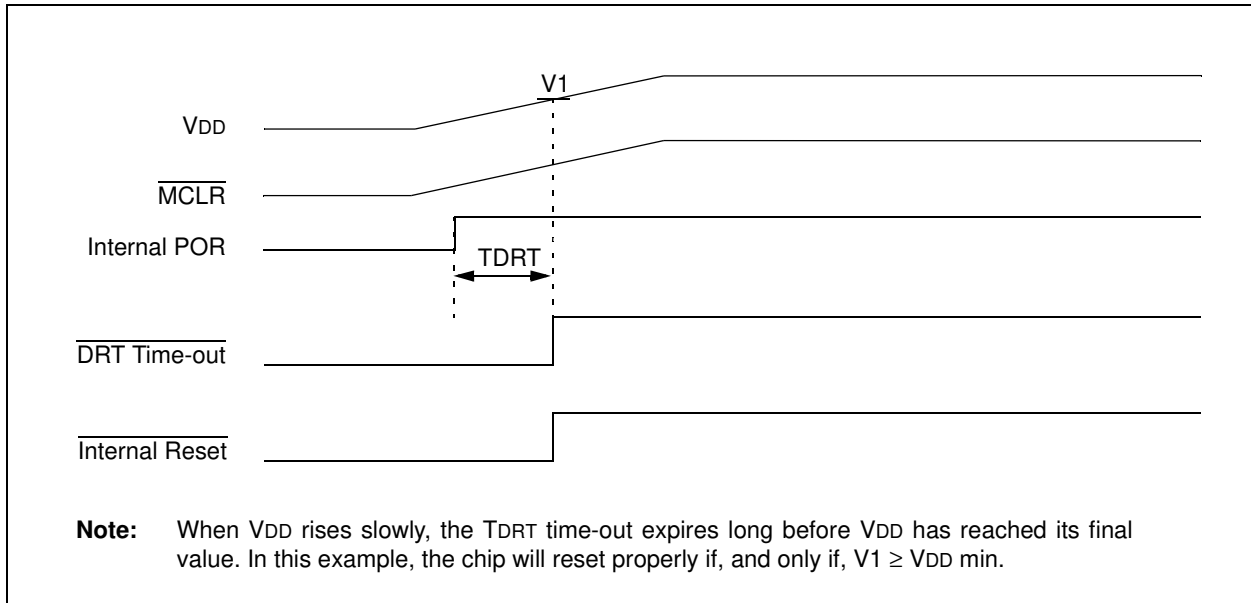 V1
VDD
MCLR
Internal POR
TDRT
DRT Time-out
Internal Reset
Note: When VDD rises slowly, the TDRT time-out expires long before VDD has reached its final
value. In this example, the chip will reset properly if, and only if, V1 ≥ VDD min.